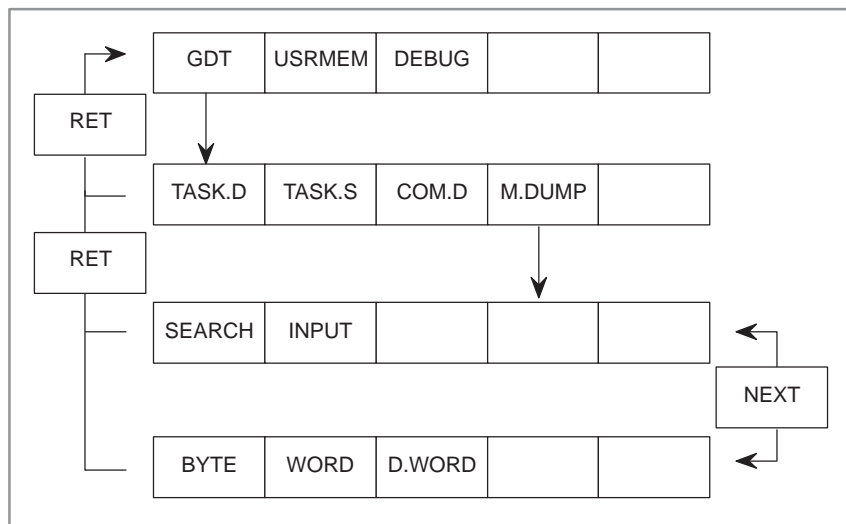 GDT USRMEM DEBUG
RET
TASK.D TASK.S COM.D M.DUMP
RET
SEARCH INPUT
NEXT
BYTE WORD D.WORD